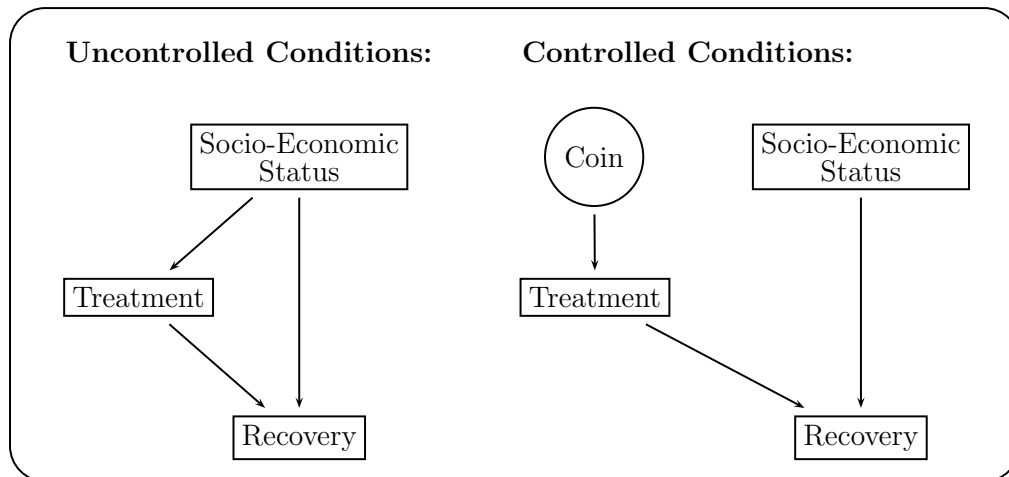 Uncontrolled Conditions:
Socio-Economic
Status
Treatment
Recovery
Controlled Conditions:
Coin
Socio-Economic
Status
Treatment
Recovery